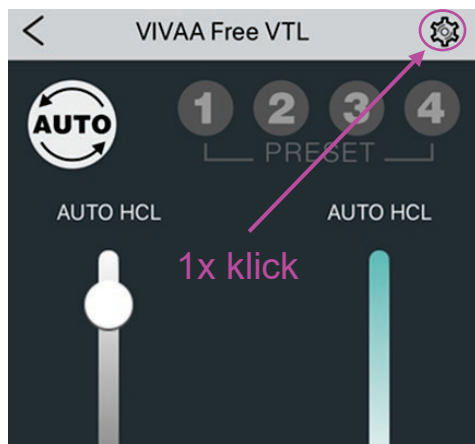 VIVAA Free VTL
AUTO
1 2 3 4
PRESET
AUTO HCL
AUTO HCL
1x klick